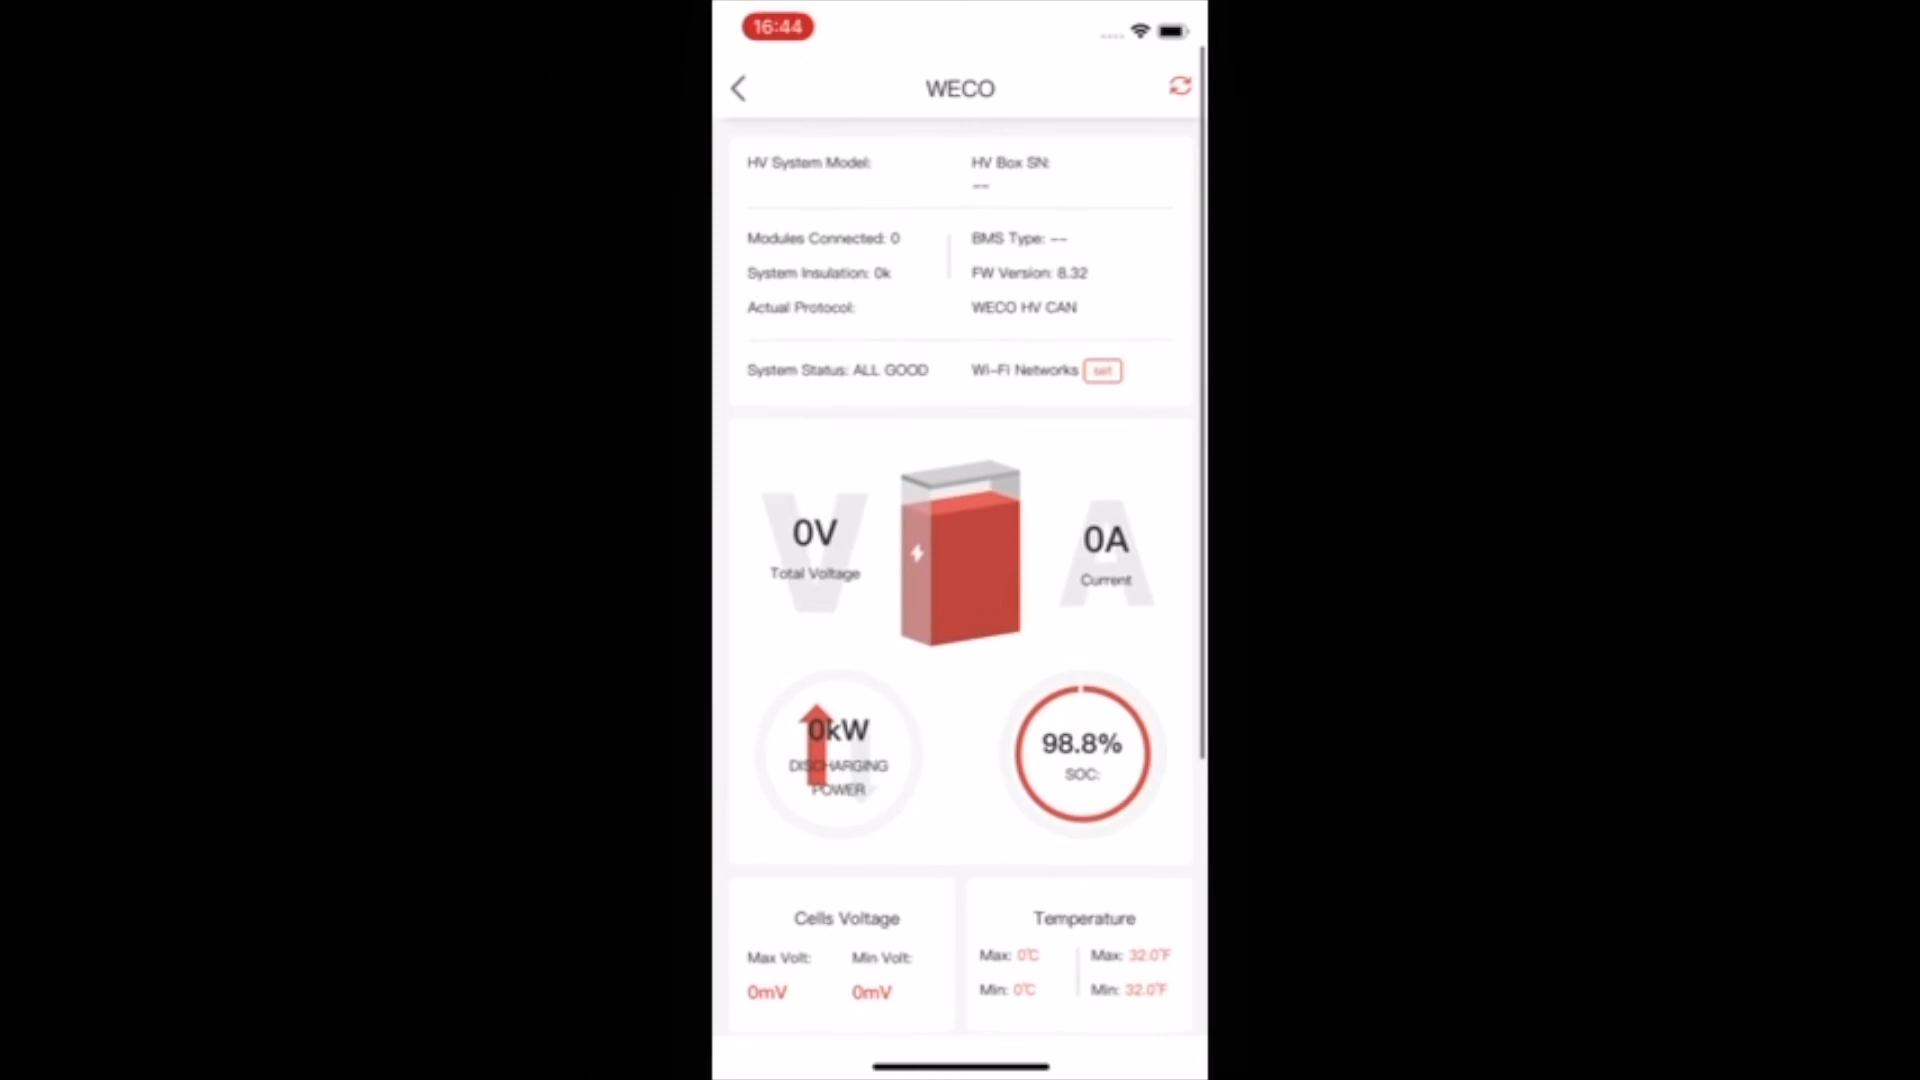 16:44
WECO
HV System Model:
HV Box SN:
--
Modules Connected: 0
BMS Type: --
System Insulation: 0k
FW Version: 8.32
Actual Protocol:
WECO HV CAN
System Status: ALL GOOD
Wi-Fi Networks set
V
0V
Total Voltage
A
0A
Current
0kW
DISCHARGING
POWER
98.8%
SOC:
Cells Voltage
Max Volt:
Min Volt:
0mV
0mV
Temperature
Max: 0℃
Max: 32.0℉
Min: 0℃
Min: 32.0℉